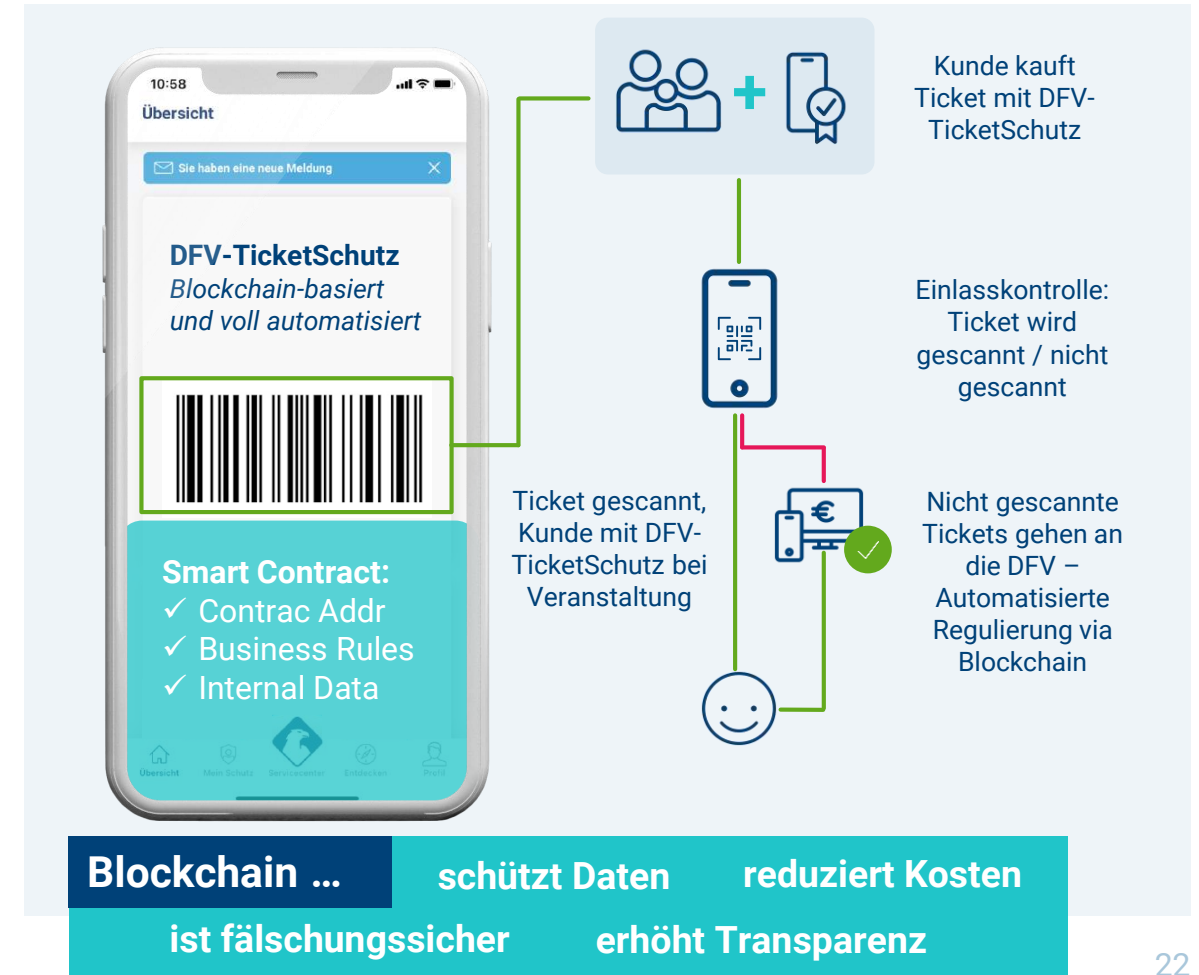 10:58
Übersicht
Sie haben eine neue Meldung
DFV-TicketSchutz
Blockchain-basiert
und voll automatisiert
Smart Contract:
✓ Contrac Addr
✓ Business Rules
✓ Internal Data
Übersicht
Mein Schutz
Servicecenter
Entdecken
Profil
Kunde kauft
Ticket mit DFV-
TicketSchutz
Einlasskontrolle:
Ticket wird
gescannt / nicht
gescannt
Ticket gescannt,
Kunde mit DFV-
TicketSchutz bei
Veranstaltung
€
Nicht gescannte
Tickets gehen an
die DFV –
Automatisierte
Regulierung via
Blockchain
Blockchain ...
schützt Daten
reduziert Kosten
ist fälschungssicher
erhöht Transparenz
22